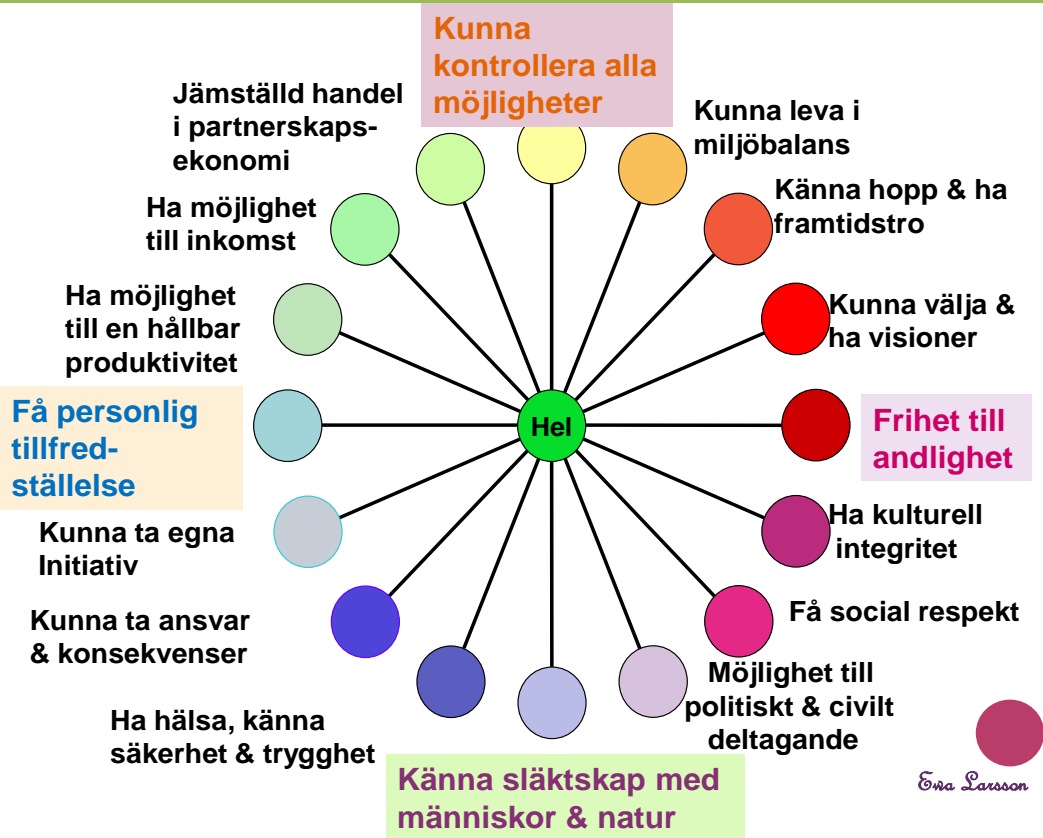 Kunna
kontrollera alla
möjligheter
Kunna leva i
miljöbalans
Känna hopp & ha
framtidstro
Kunna välja &
ha visioner
Frihet till
andlighet
Ha kulturell
integritet
Få social respekt
Möjlighet till
politiskt & civilt
deltagande
Känna släktskap med
människor & natur
Ha hälsa, känna
säkerhet & trygghet
Kunna ta ansvar
& konsekvenser
Kunna ta egna
Initiativ
Få personlig
tillfred-
ställelse
Ha möjlighet
till en hållbar
produktivitet
Ha möjlighet
till inkomst
Jämställd handel
i partnerskaps-
ekonomi
Hel
Ewa Larsson